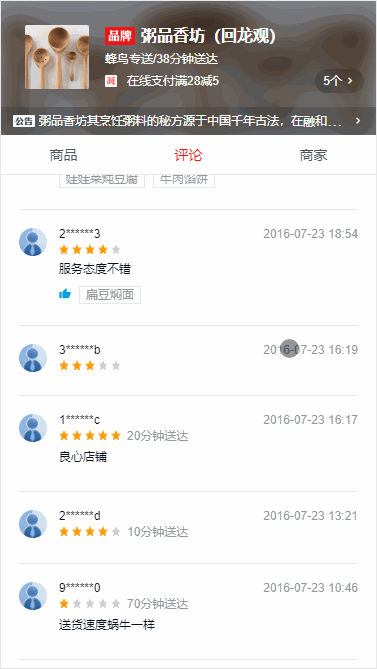 品牌 粥品香坊（回龙观）
蜂鸟专送/38分钟送达
减 在线支付满28减5 5个 >
公告 粥品香坊其烹饪粥料的秘方源于中国千年古法，在融和... >
商品 评论 商家
娃娃菜炖豆腐 牛肉馅饼
2******3 2016-07-23 18:54
服务态度不错
扁豆焖面
3******b 2016-07-23 16:19
1******c 2016-07-23 16:17
20分钟送达
良心店铺
2******d 2016-07-23 13:21
10分钟送达
9******0 2016-07-23 10:46
70分钟送达
送货速度蜗牛一样